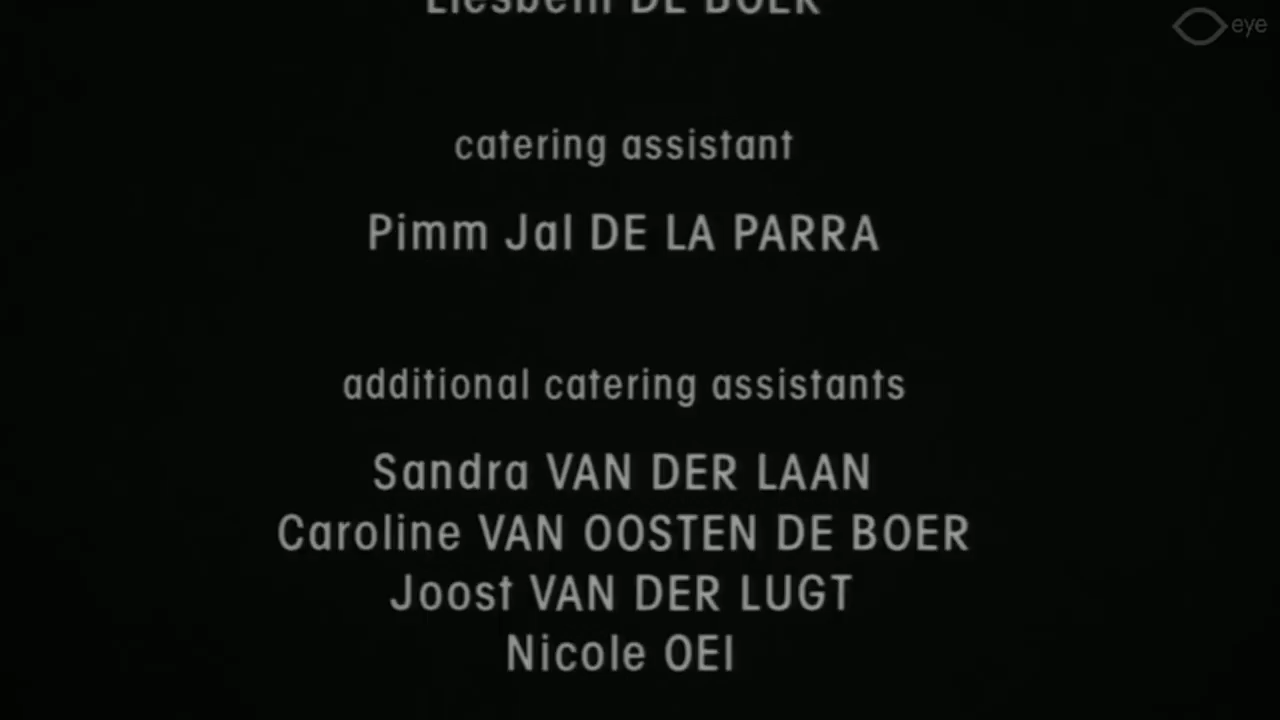 Liesbeth DE BOER
eye
catering assistant
Pimm Jal DE LA PARRA
additional catering assistants
Sandra VAN DER LAAN
Caroline VAN OOSTEN DE BOER
Joost VAN DER LUGT
Nicole OEI